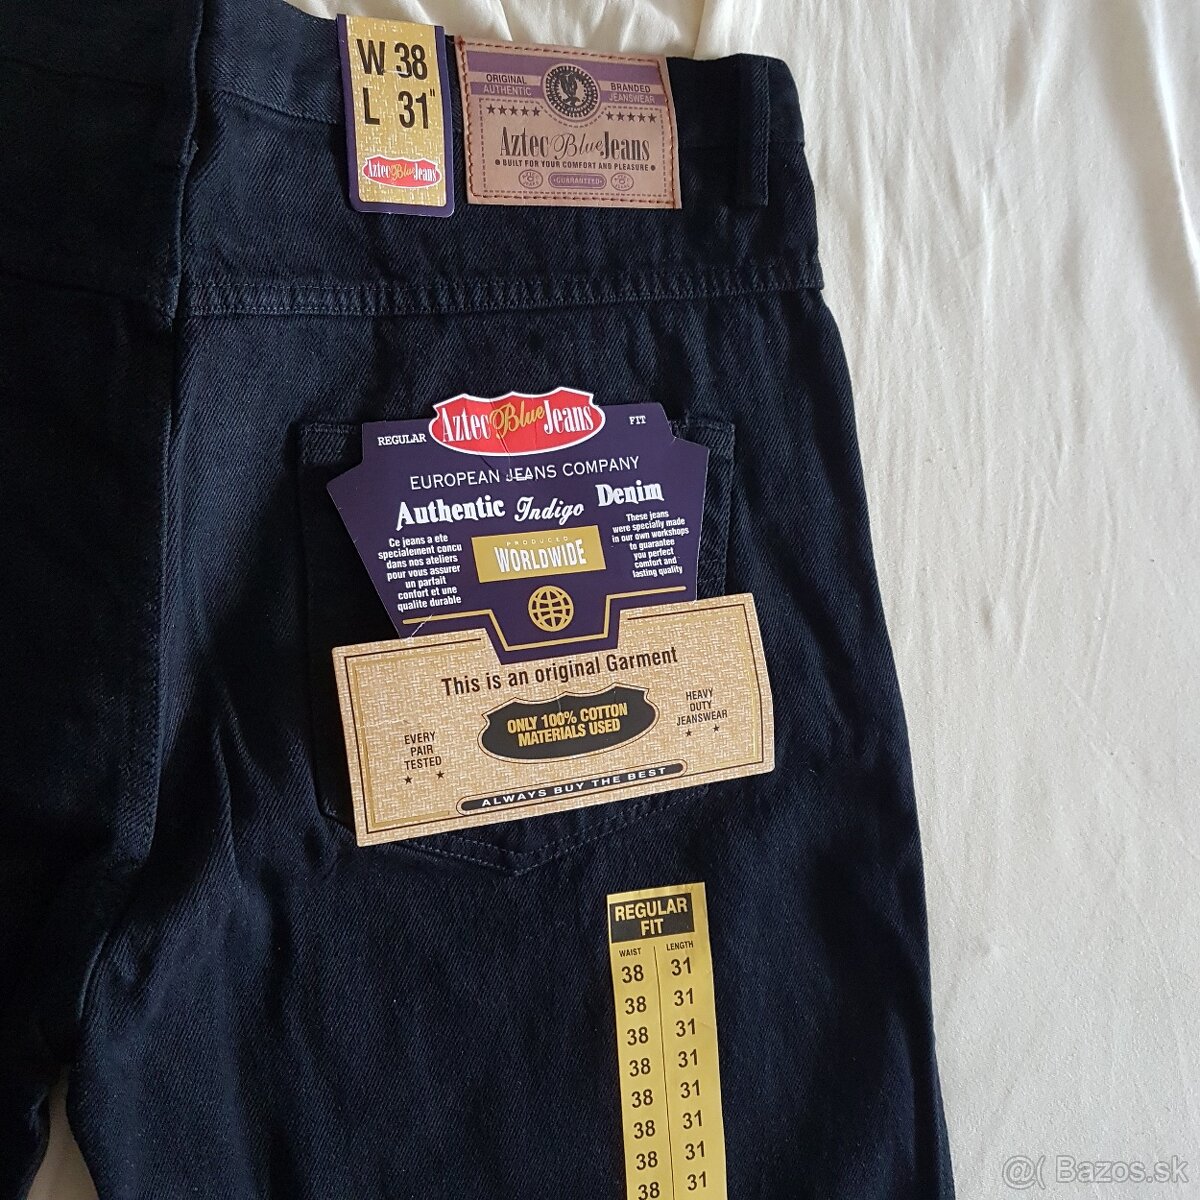 W 38
L 31"
Aztec Blue Jeans
ORIGINAL
AUTHENTIC
BRANDED
JEANSWEAR
Aztec Blue Jeans
BUILT FOR YOUR COMFORT AND PLEASURE
GUARANTEED
REGULAR
Aztec Blue Jeans
FIT
EUROPEAN JEANS COMPANY
Authentic Indigo Denim
Ce jeans a ete
specialement concu
dans nos ateliers
pour vous assurer
un parfait
confort et une
qualite durable
PRODUCED
WORLDWIDE
These jeans
were specially made
in our own workshops
to guarantee
you perfect
comfort and
lasting quality
This is an original Garment
EVERY
PAIR
TESTED
ONLY 100% COTTON
MATERIALS USED
HEAVY
DUTY
JEANSWEAR
ALWAYS BUY THE BEST
REGULAR
FIT
WAIST LENGTH
38 31
38 31
38 31
38 31
38 31
38 31
38 31
38 31
@( Bazos.sk